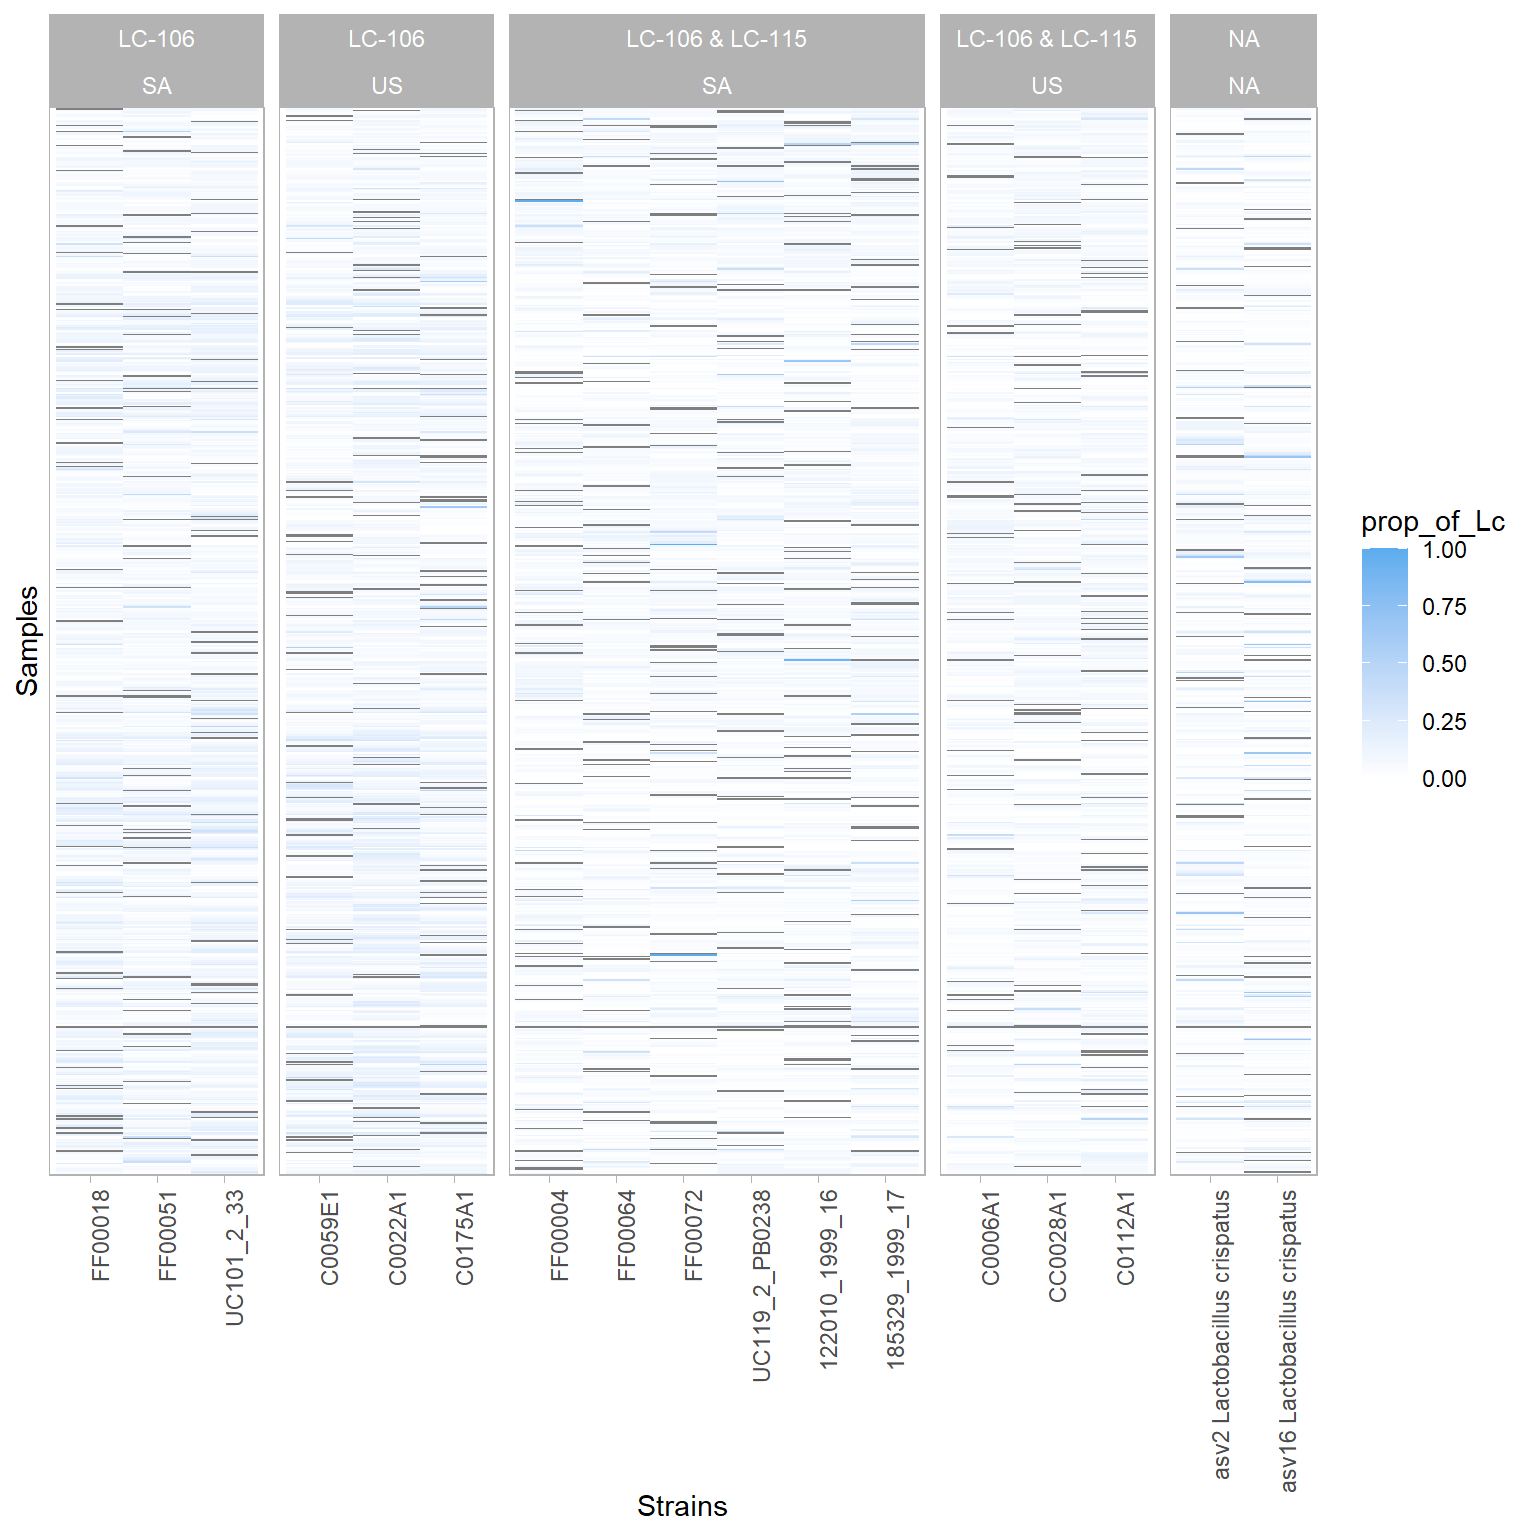 LC-106
LC-106
LC-106 & LC-115
LC-106 & LC-115
NA
SA
US
SA
US
NA
Samples
prop_of_Lc
1.00
0.75
0.50
0.25
0.00
FF00018
FF00051
UC101_2_33
C0059E1
C0022A1
C0175A1
FF00004
FF00064
FF00072
UC119_2_PB0238
122010_1999_16
185329_1999_17
C0006A1
CC0028A1
C0112A1
asv2 Lactobacillus crispatus
asv16 Lactobacillus crispatus
Strains